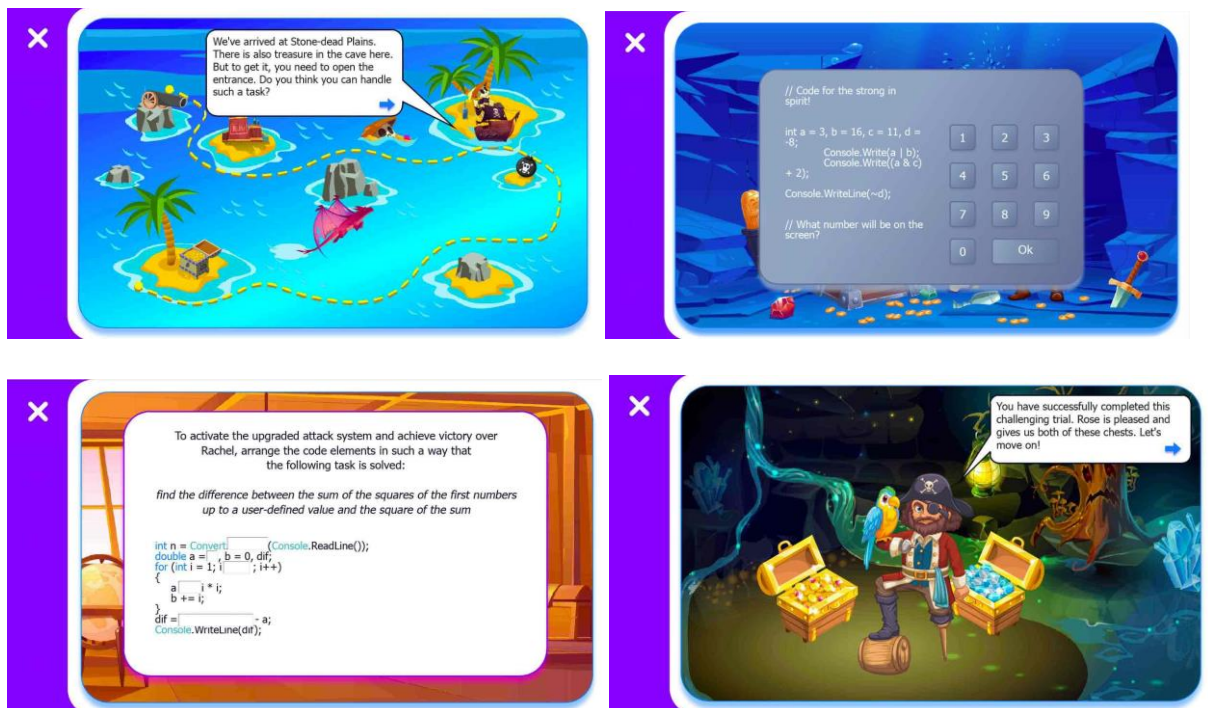 We've arrived at Stone-dead Plains.
There is also treasure in the cave here.
But to get it, you need to open the
entrance. Do you think you can handle
such a task?
// Code for the strong in
spirit!
int a = 3, b = 16, c = 11, d =
-8;
Console.Write(a | b);
Console.Write((a & c)
+ 2);
Console.WriteLine(~d);
// What number will be on the
screen?
1 2 3
4 5 6
7 8 9
0 Ok
To activate the upgraded attack system and achieve victory over
Rachel, arrange the code elements in such a way that
the following task is solved:
find the difference between the sum of the squares of the first numbers
up to a user-defined value and the square of the sum
int n = Convert. (Console.ReadLine());
double a = , b = 0, dif;
for (int i = 1; i ; i++)
{
a i * i;
b += i;
}
dif = - a;
Console.WriteLine(dif);
You have successfully completed this
challenging trial. Rose is pleased and
gives us both of these chests. Let's
move on!